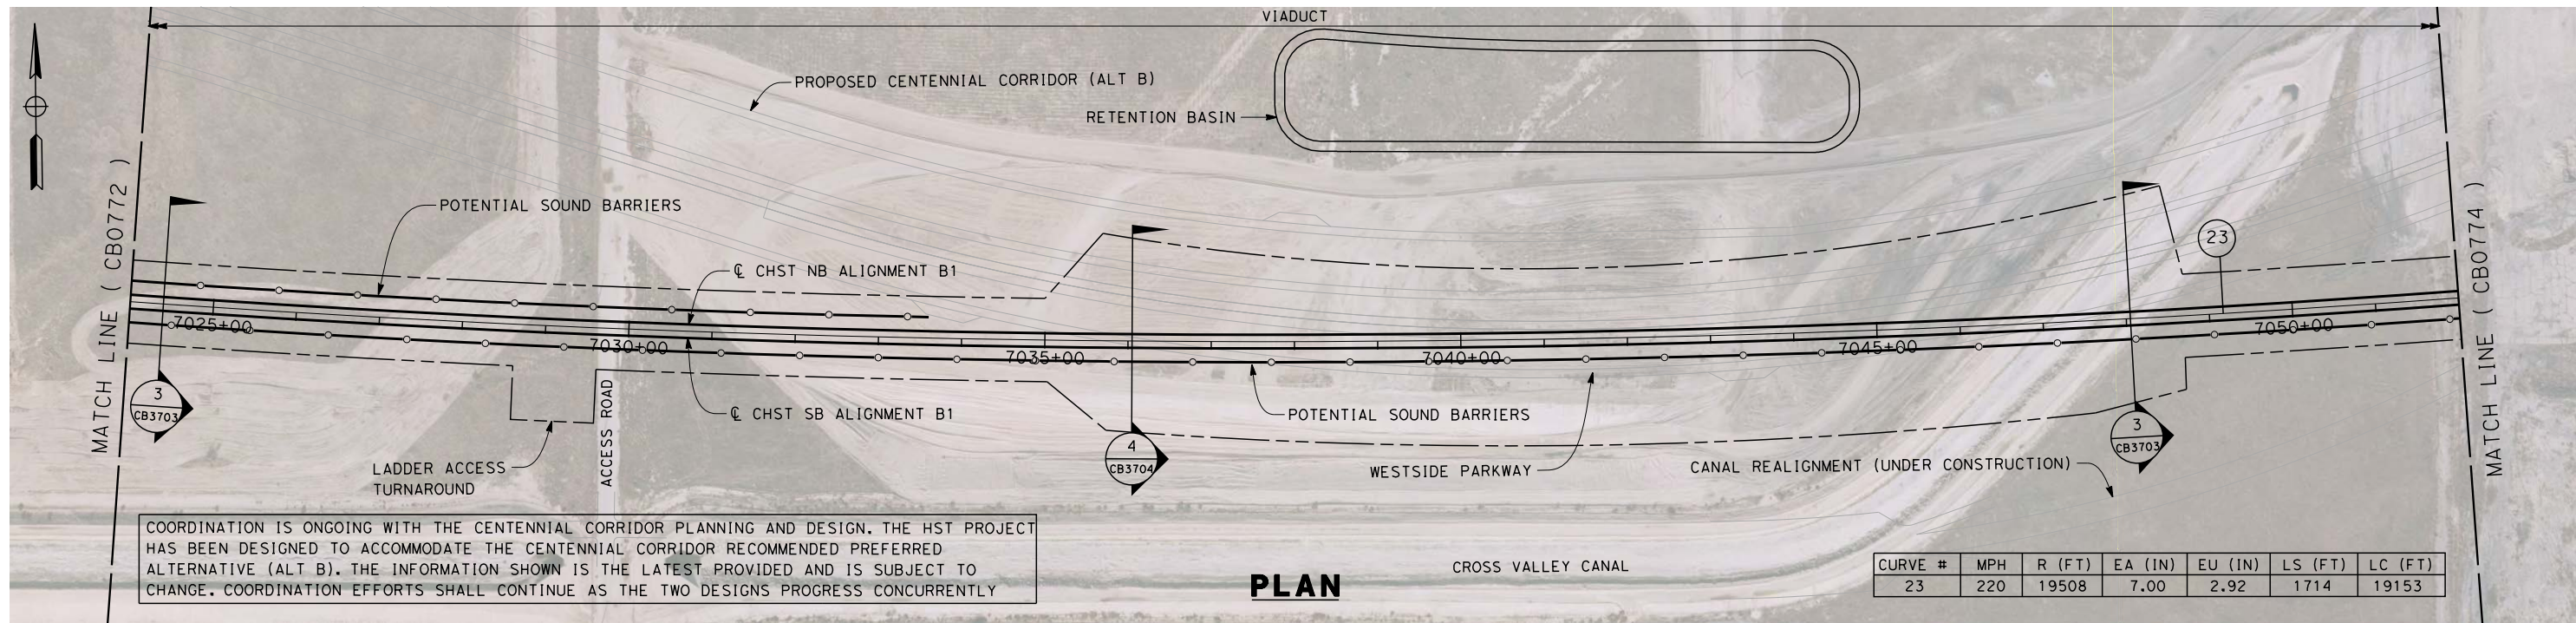 VIADUCT
PROPOSED CENTENNIAL CORRIDOR (ALT B)
RETENTION BASIN
MATCH LINE ( CB0772 )
POTENTIAL SOUND BARRIERS
℄ CHST NB ALIGNMENT B1
23
MATCH LINE ( CB0774 )
7025+00
7030+00
7035+00
7040+00
7045+00
7050+00
3
CB3703
℄ CHST SB ALIGNMENT B1
ACCESS ROAD
LADDER ACCESS
TURNAROUND
4
CB3704
POTENTIAL SOUND BARRIERS
WESTSIDE PARKWAY
CANAL REALIGNMENT (UNDER CONSTRUCTION)
3
CB3703
COORDINATION IS ONGOING WITH THE CENTENNIAL CORRIDOR PLANNING AND DESIGN. THE HST PROJECT
HAS BEEN DESIGNED TO ACCOMMODATE THE CENTENNIAL CORRIDOR RECOMMENDED PREFERRED
ALTERNATIVE (ALT B). THE INFORMATION SHOWN IS THE LATEST PROVIDED AND IS SUBJECT TO
CHANGE. COORDINATION EFFORTS SHALL CONTINUE AS THE TWO DESIGNS PROGRESS CONCURRENTLY
PLAN
CROSS VALLEY CANAL
CURVE # MPH R (FT) EA (IN) EU (IN) LS (FT) LC (FT)
23 220 19508 7.00 2.92 1714 19153